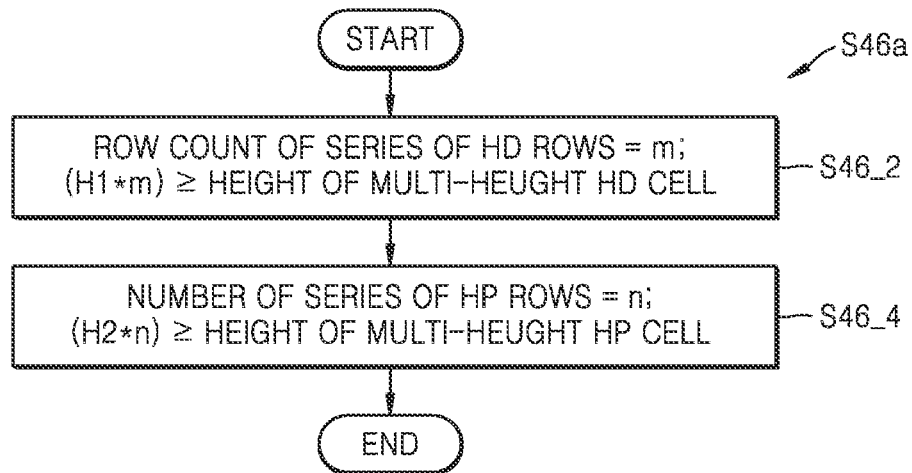 START
S46a
ROW COUNT OF SERIES OF HD ROWS = m;
(H1*m) ≥ HEIGHT OF MULTI-HEUGHT HD CELL
S46_2
NUMBER OF SERIES OF HP ROWS = n;
(H2*n) ≥ HEIGHT OF MULTI-HEUGHT HP CELL
S46_4
END